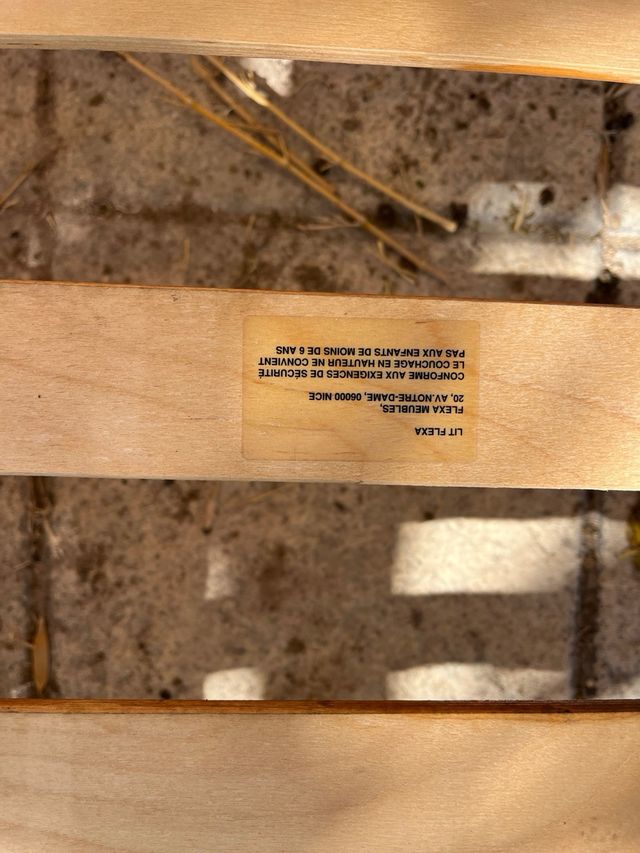 LIT FLEXA
FLEXA MEUBLES,
20, AV.NOTRE-DAME, 06000 NICE
CONFORME AUX EXIGENCES DE SÉCURITÉ
LE COUCHAGE EN HAUTEUR NE CONVIENT
PAS AUX ENFANTS DE MOINS DE 6 ANS